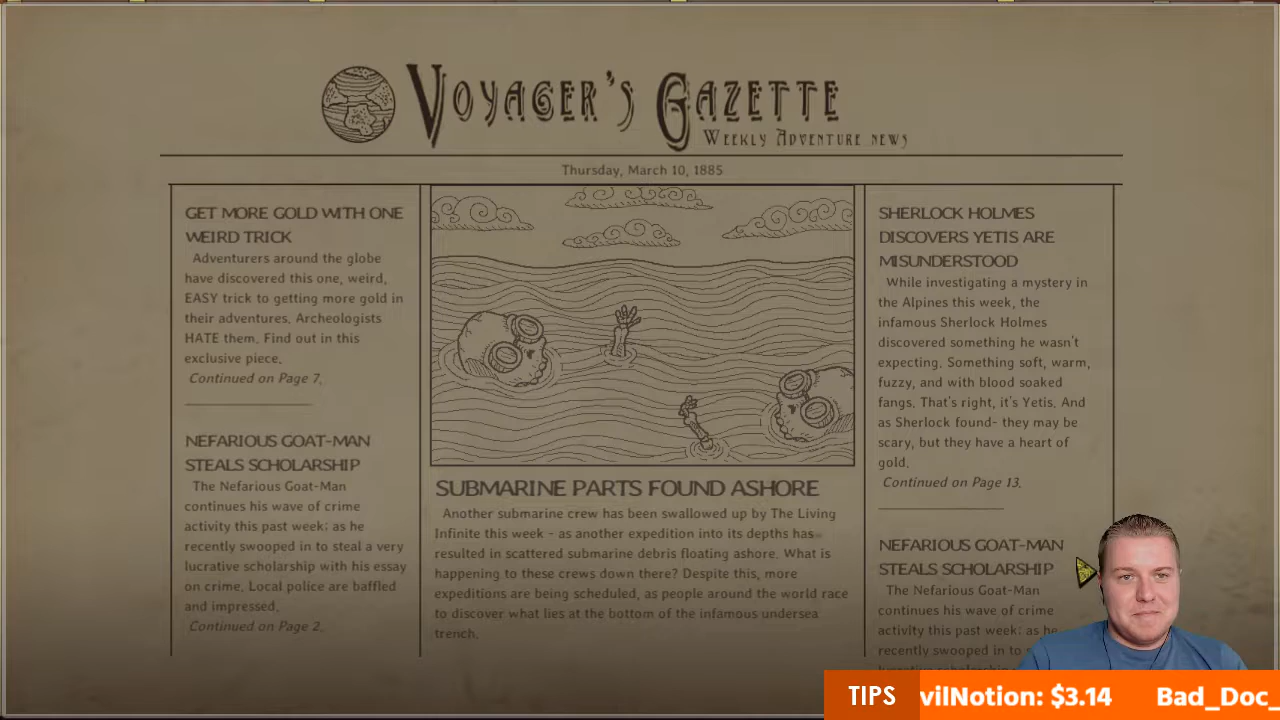 VOYAGER'S GAZETTE
WEEKLY ADVENTURE NEWS
Thursday, March 10, 1885
GET MORE GOLD WITH ONE
WEIRD TRICK
Adventurers around the globe
have discovered this one, weird,
EASY trick to getting more gold in
their adventures. Archeologists
HATE them. Find out in this
exclusive piece.
Continued on Page 7.
NEFARIOUS GOAT-MAN
STEALS SCHOLARSHIP
The Nefarious Goat-Man
continues his wave of crime
activity this past week; as he
recently swooped in to steal a very
lucrative scholarship with his essay
on crime. Local police are baffled
and impressed.
Continued on Page 2.
SUBMARINE PARTS FOUND ASHORE
Another submarine crew has been swallowed up by The Living
Infinite this week - as another expedition into its depths has
resulted in scattered submarine debris floating ashore. What is
happening to these crews down there? Despite this, more
expeditions are being scheduled, as people around the world race
to discover what lies at the bottom of the infamous undersea
trench.
SHERLOCK HOLMES
DISCOVERS YETIS ARE
MISUNDERSTOOD
While investigating a mystery in
the Alpines this week, the
infamous Sherlock Holmes
discovered something he wasn't
expecting. Something soft, warm,
fuzzy, and with blood soaked
fangs. That's right, it's Yetis. And
as Sherlock found- they may be
scary, but they have a heart of
gold.
Continued on Page 13.
NEFARIOUS GOAT-MAN
STEALS SCHOLARSHIP
The Nefarious Goat-Man
continues his wave of crime
activity this past week; as he
recently swooped in to
TIPS vilNotion: $3.14 Bad_Doc_